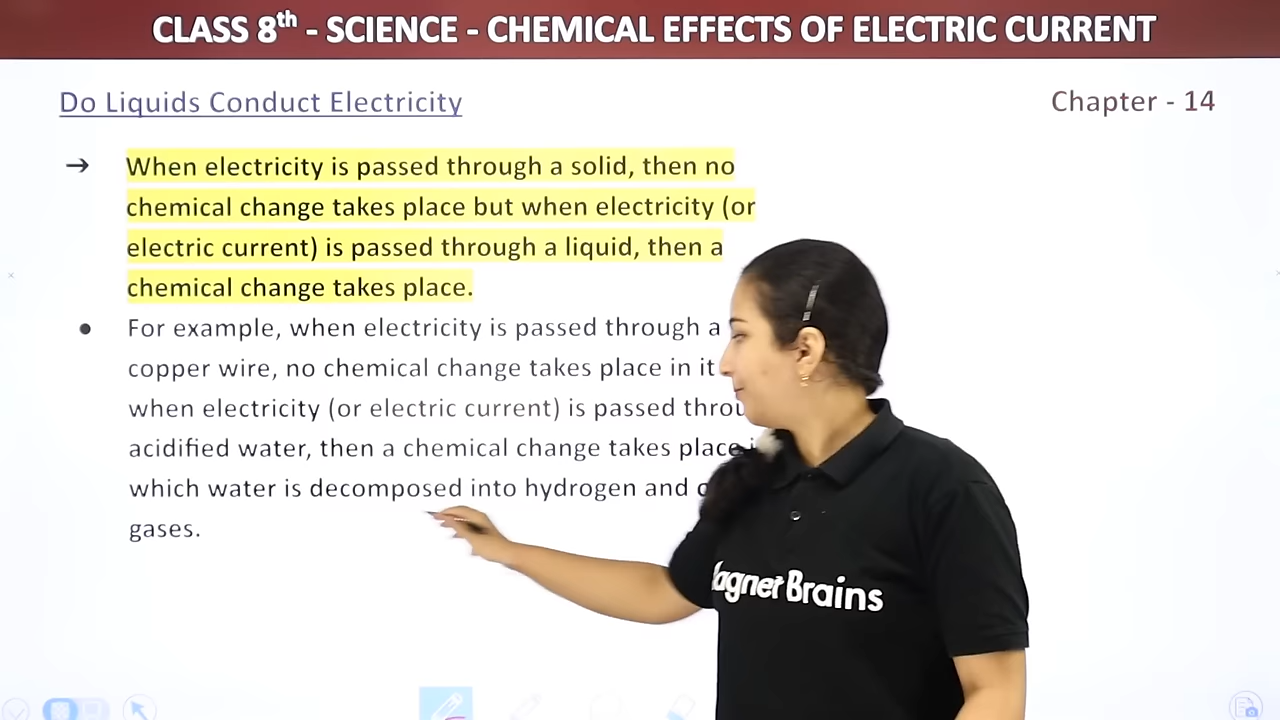 CLASS 8th - SCIENCE - CHEMICAL EFFECTS OF ELECTRIC CURRENT
Do Liquids Conduct Electricity
Chapter - 14
→ When electricity is passed through a solid, then no
chemical change takes place but when electricity (or
electric current) is passed through a liquid, then a
chemical change takes place.
● For example, when electricity is passed through a
copper wire, no chemical change takes place in it
when electricity (or electric current) is passed
acidified water, then a chemical change takes place
which water is decomposed into hydrogen and
gases.
Brains